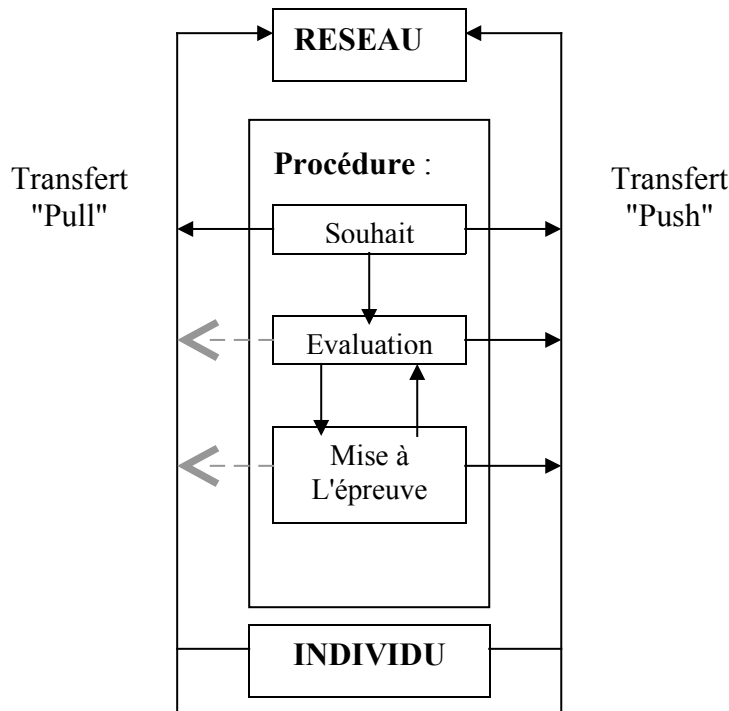 RESEAU
Procédure :
Transfert
"Pull"
Transfert
"Push"
Souhait
Evaluation
Mise à
L'épreuve
INDIVIDU